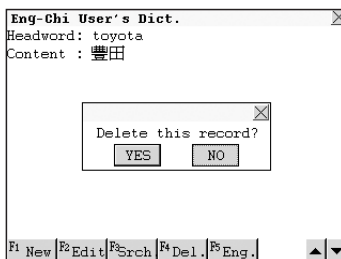 Eng-Chi User's Dict.
Headword: toyota
Content : 豐田
Delete this record?
YES NO
F1 New F2 Edit F3 Srch F4 Del. F5 Eng.